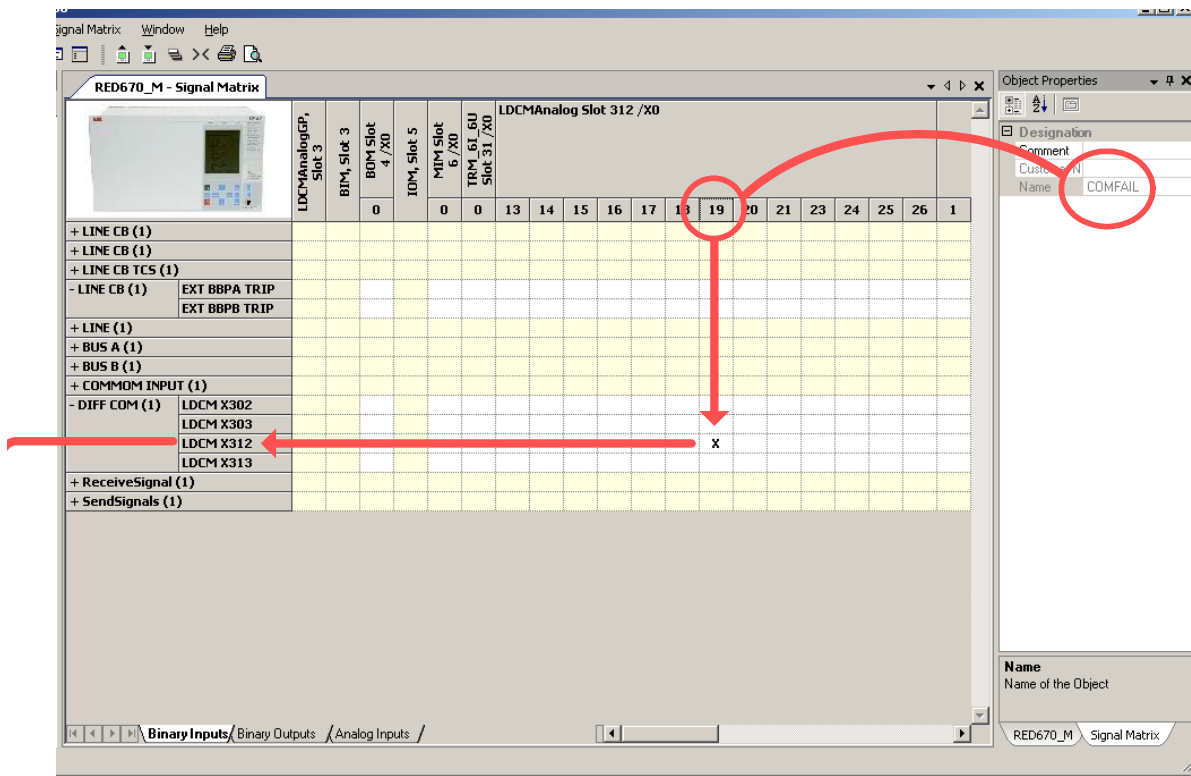 Signal Matrix Window Help
RED670_M - Signal Matrix
LDCMAnalogGP, Slot 3
BIM, Slot 3
BOM Slot 4 /X0
IOM, Slot 5
MIM Slot 6 /X0
TRM_6I_6U Slot 31 /X0
LDCMAnalog Slot 312 /X0
0 0 0 13 14 15 16 17 18 19 20 21 23 24 25 26 1
+ LINE CB (1)
+ LINE CB (1)
+ LINE CB TCS (1)
- LINE CB (1) EXT BBPA TRIP
EXT BBPB TRIP
+ LINE (1)
+ BUS A (1)
+ BUS B (1)
+ COMMOM INPUT (1)
- DIFF COM (1) LDCM X302
LDCM X303
LDCM X312 X
LDCM X313
+ ReceiveSignal (1)
+ SendSignals (1)
Binary Inputs Binary Outputs Analog Inputs
Object Properties
Designation
Comment
Name COMFAIL
Name
Name of the Object
RED670_M Signal Matrix